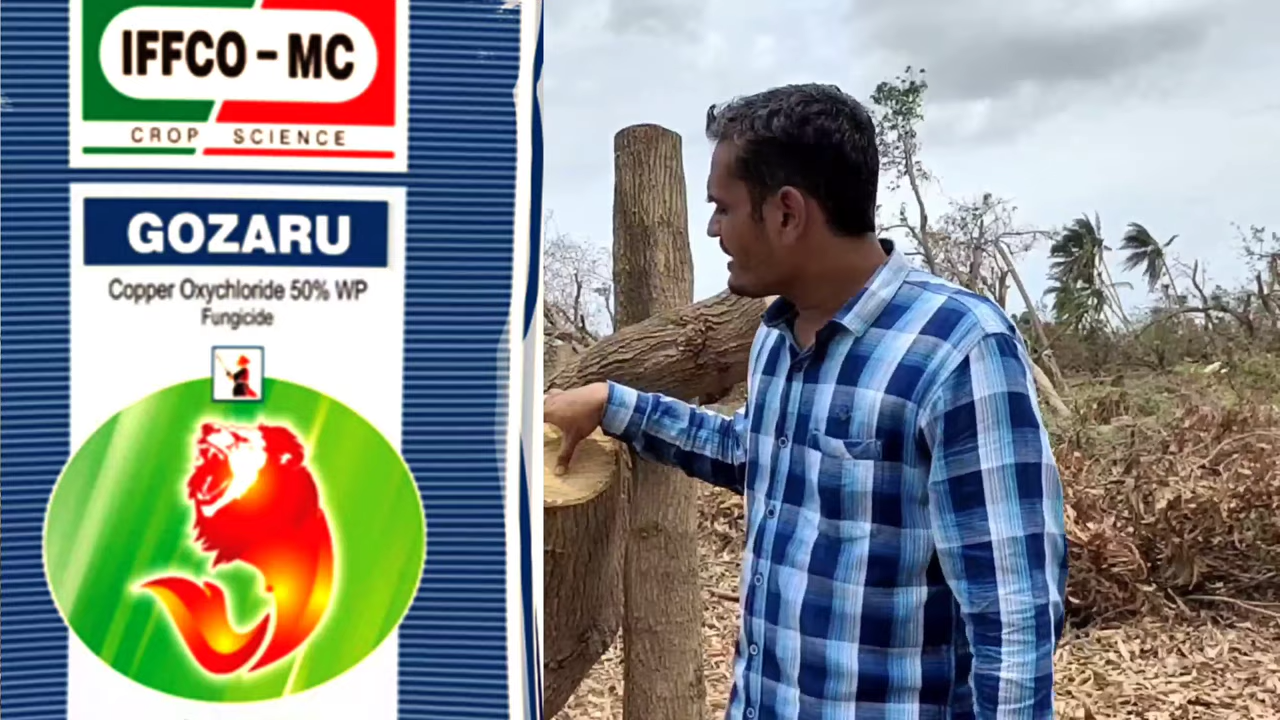 IFFCO - MC
CROP SCIENCE
GOZARU
Copper Oxychloride 50% WP
Fungicide